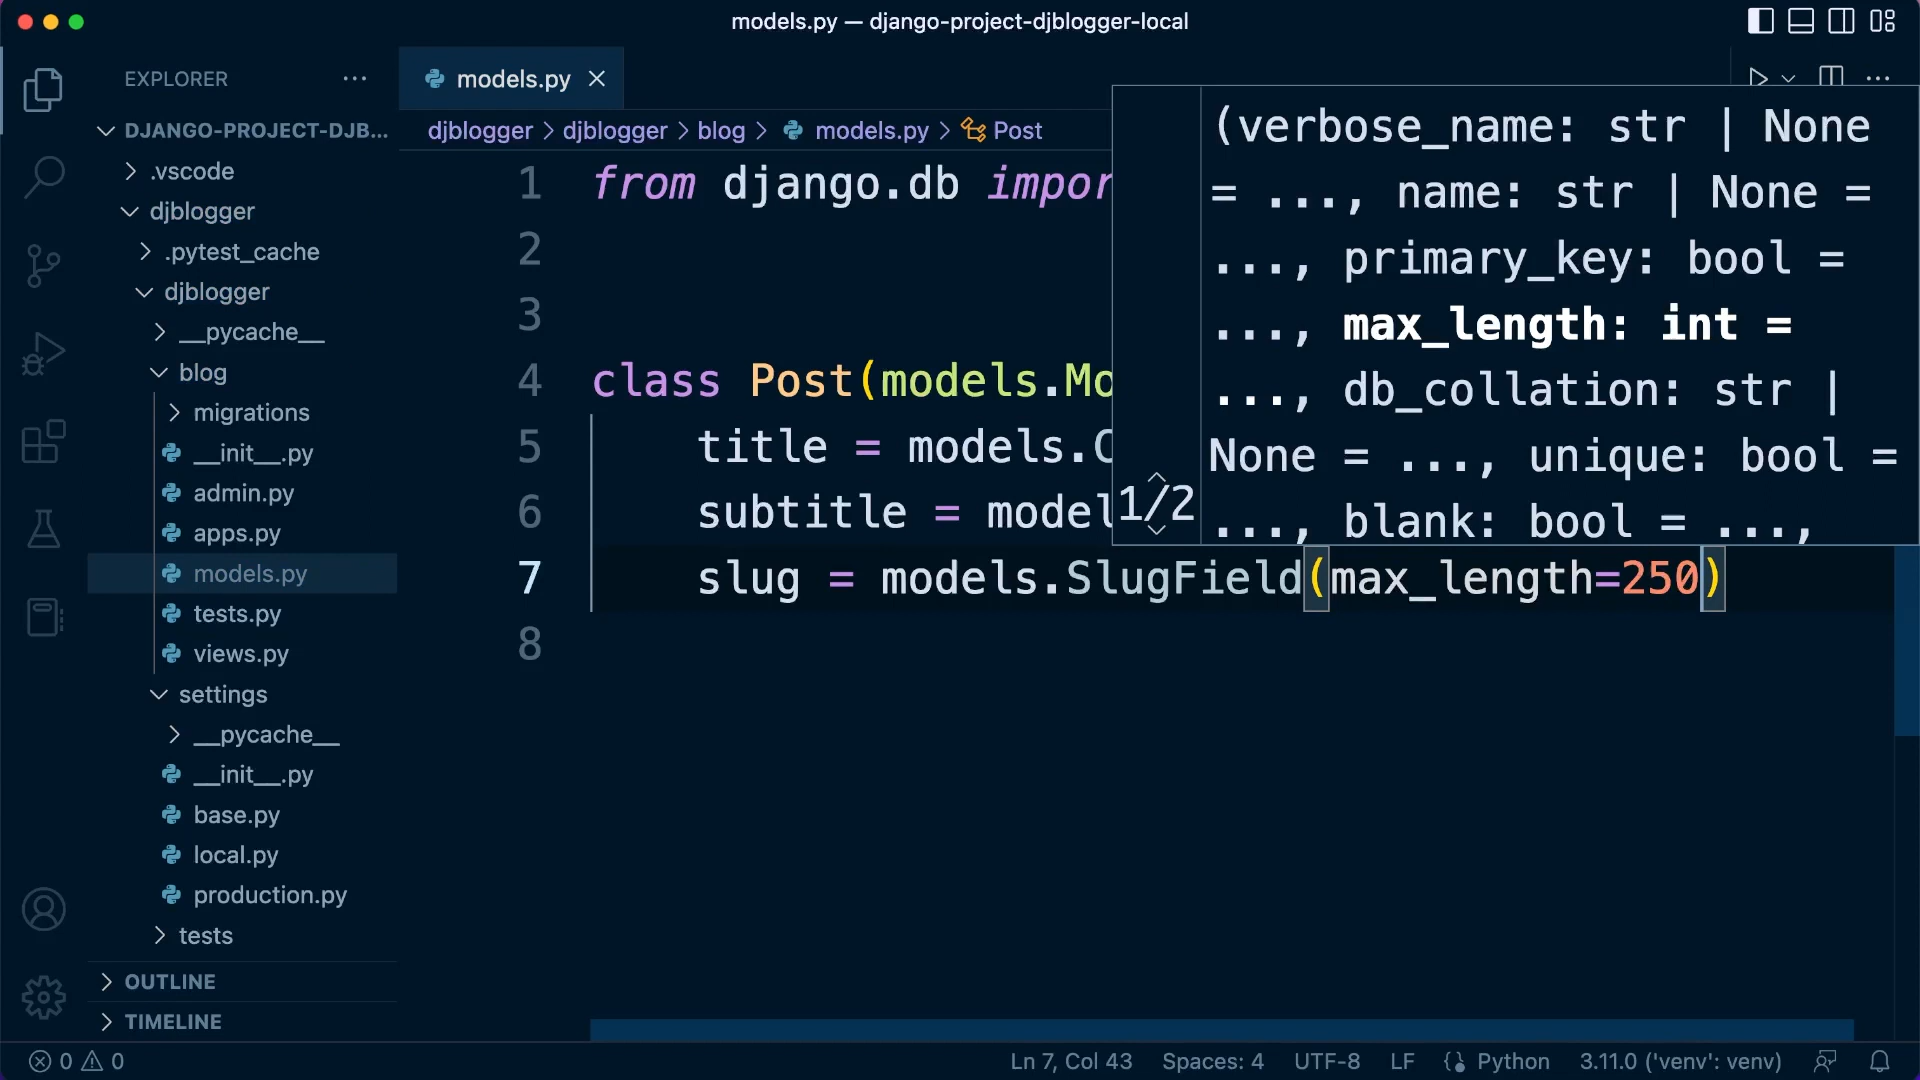 models.py — django-project-djblogger-local
EXPLORER
DJANGO-PROJECT-DJB...
.vscode
djblogger
.pytest_cache
djblogger
__pycache__
blog
migrations
__init__.py
admin.py
apps.py
models.py
tests.py
views.py
settings
__pycache__
__init__.py
base.py
local.py
production.py
tests
OUTLINE
TIMELINE
models.py
djblogger > djblogger > blog > models.py > Post
1 from django.db impor
2
3
4 class Post(models.Mo
5 title = models.C
6 subtitle = model
7 slug = models.SlugField(max_length=250)
8
1/2
(verbose_name: str | None
= ..., name: str | None =
..., primary_key: bool =
..., max_length: int =
..., db_collation: str |
None = ..., unique: bool =
..., blank: bool = ...,
0 0 Ln 7, Col 43 Spaces: 4 UTF-8 LF Python 3.11.0 ('venv': venv)